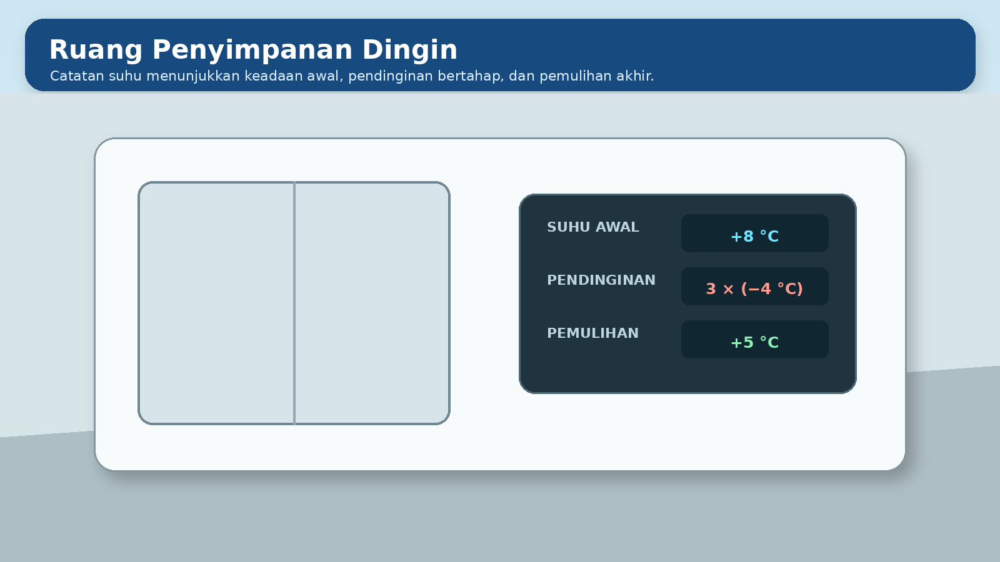 Ruang Penyimpanan Dingin
Catatan suhu menunjukkan keadaan awal, pendinginan bertahap, dan pemulihan akhir.
SUHU AWAL
+8 °C
PENDINGINAN
3 × (−4 °C)
PEMULIHAN
+5 °C